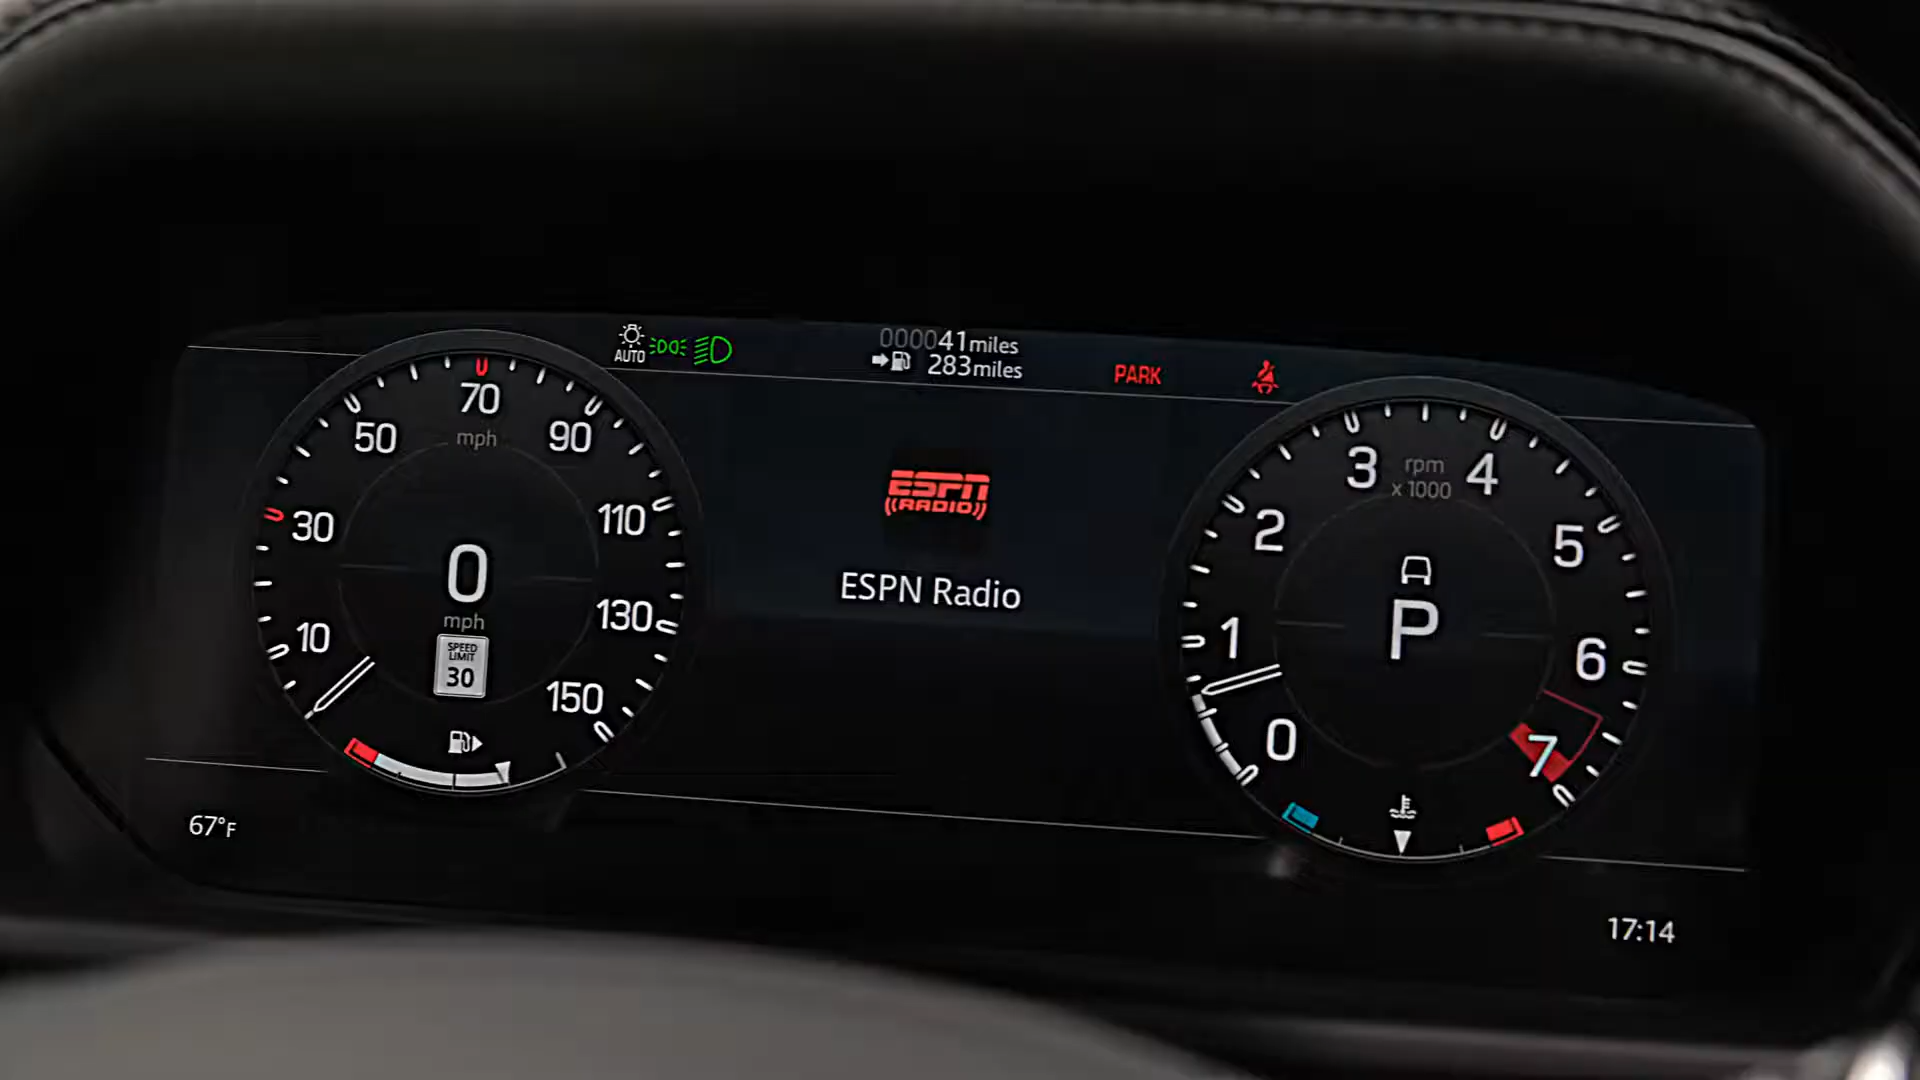 AUTO
000041miles
283miles
PARK
10
30
50
70
90
110
130
150
mph
0
mph
SPEED
LIMIT
30
ESPN
RADIO
ESPN Radio
0
1
2
3
4
5
6
7
rpm
x 1000
P
67°F
17:14